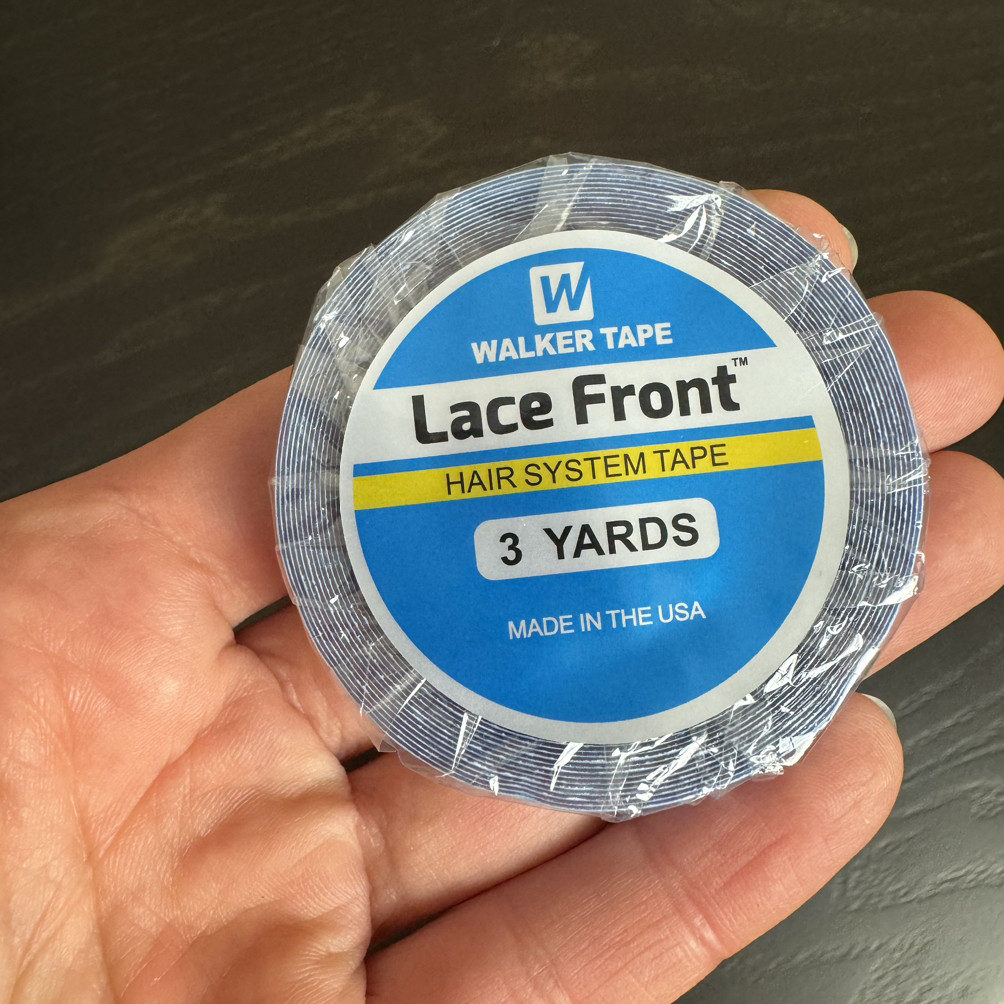 W
WALKER TAPE
Lace Front™
HAIR SYSTEM TAPE
3 YARDS
MADE IN THE USA